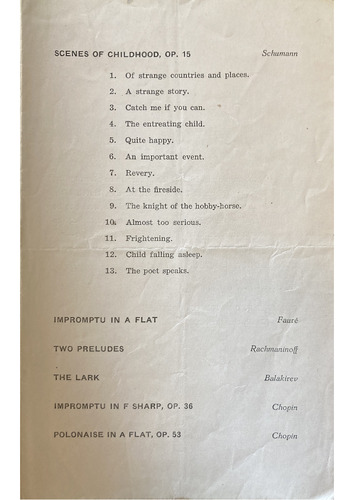 SCENES OF CHILDHOOD, OP. 15 Schumann
1. Of strange countries and places.
2. A strange story.
3. Catch me if you can.
4. The entreating child.
5. Quite happy.
6. An important event.
7. Revery.
8. At the fireside.
9. The knight of the hobby-horse.
10. Almost too serious.
11. Frightening.
12. Child falling asleep.
13. The poet speaks.
IMPROMPTU IN A FLAT Fauré
TWO PRELUDES Rachmaninoff
THE LARK Balakirev
IMPROMPTU IN F SHARP, OP. 36 Chopin
POLONAISE IN A FLAT, OP. 53 Chopin